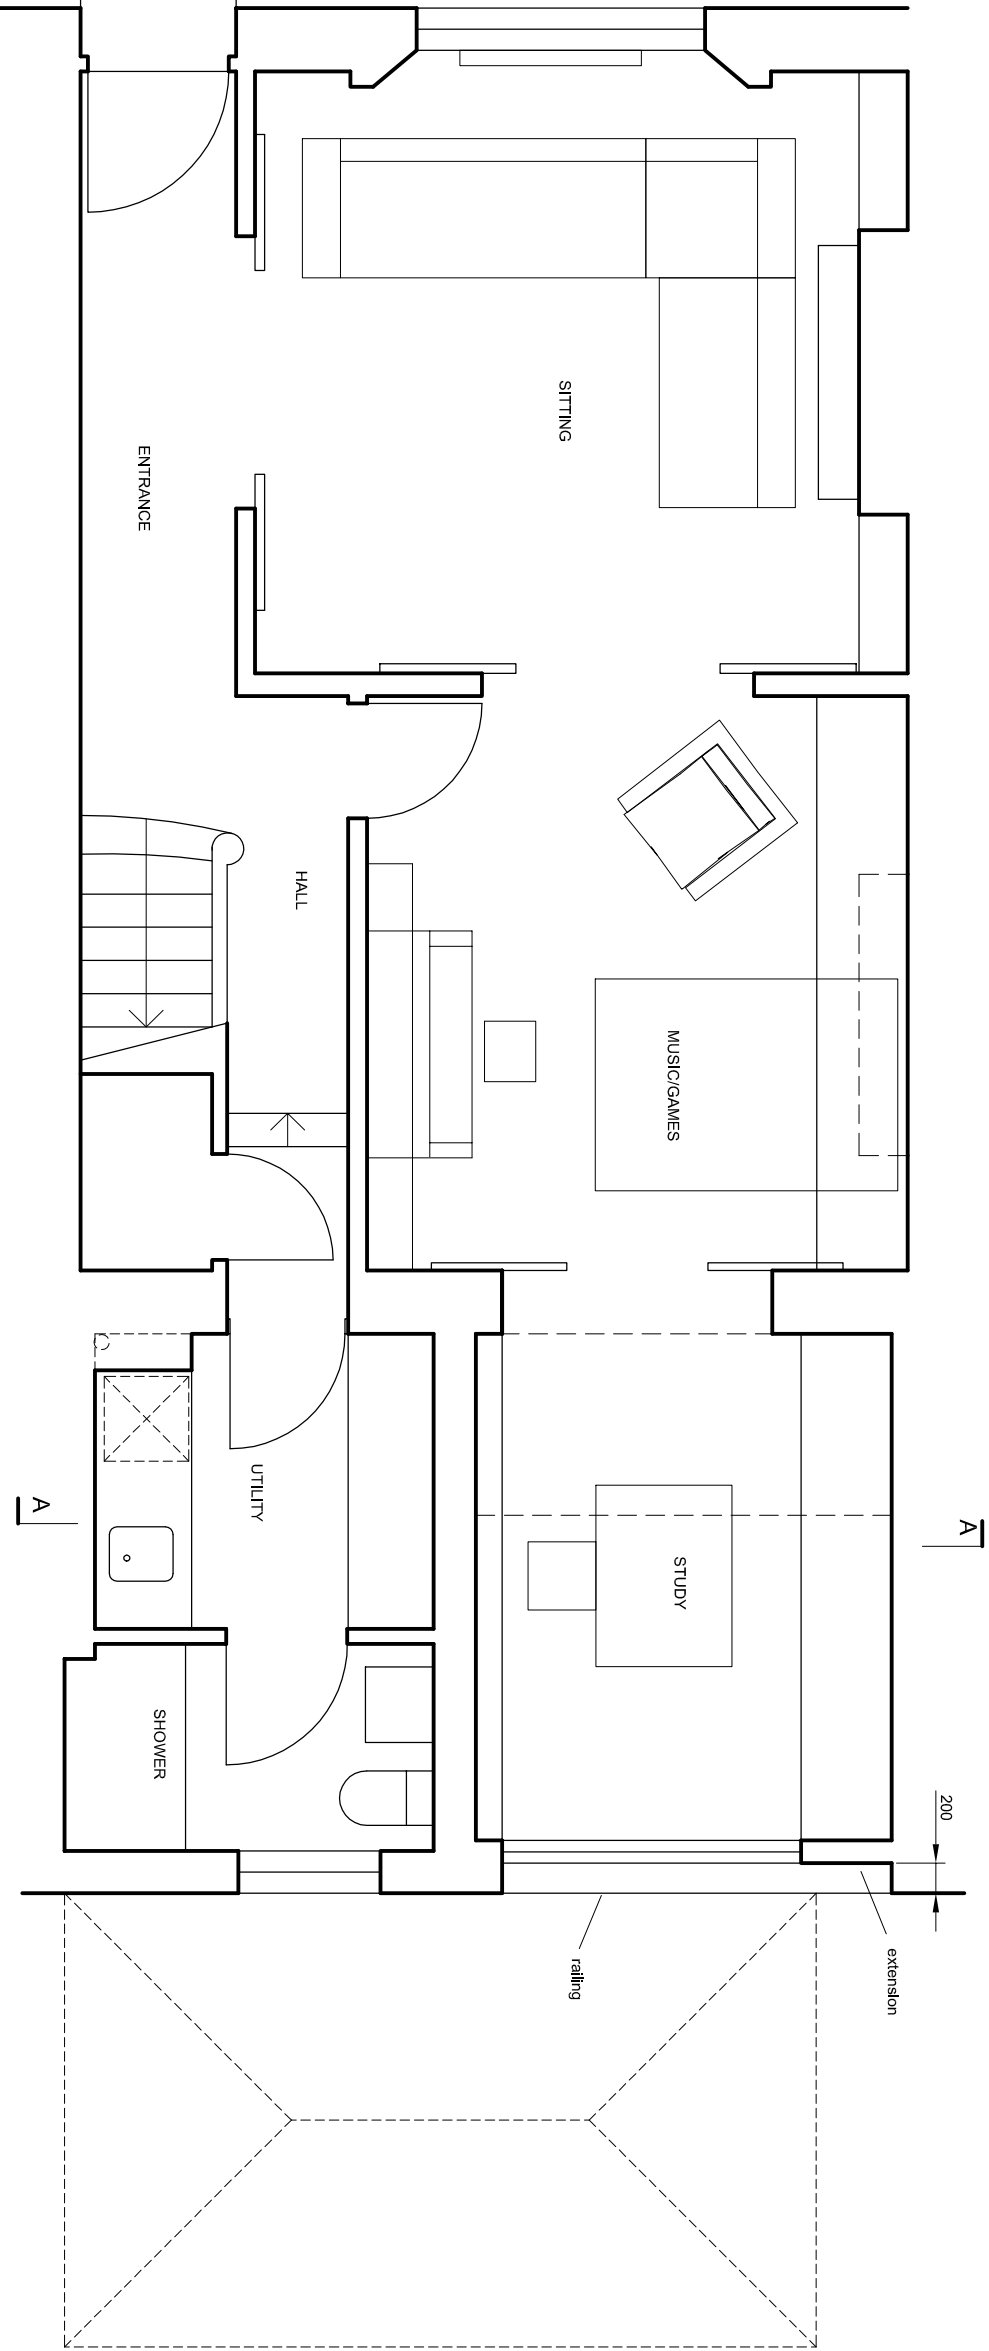 SITTING
ENTRANCE
HALL
MUSIC/GAMES
UTILITY
A
A
STUDY
SHOWER
200
extension
railing